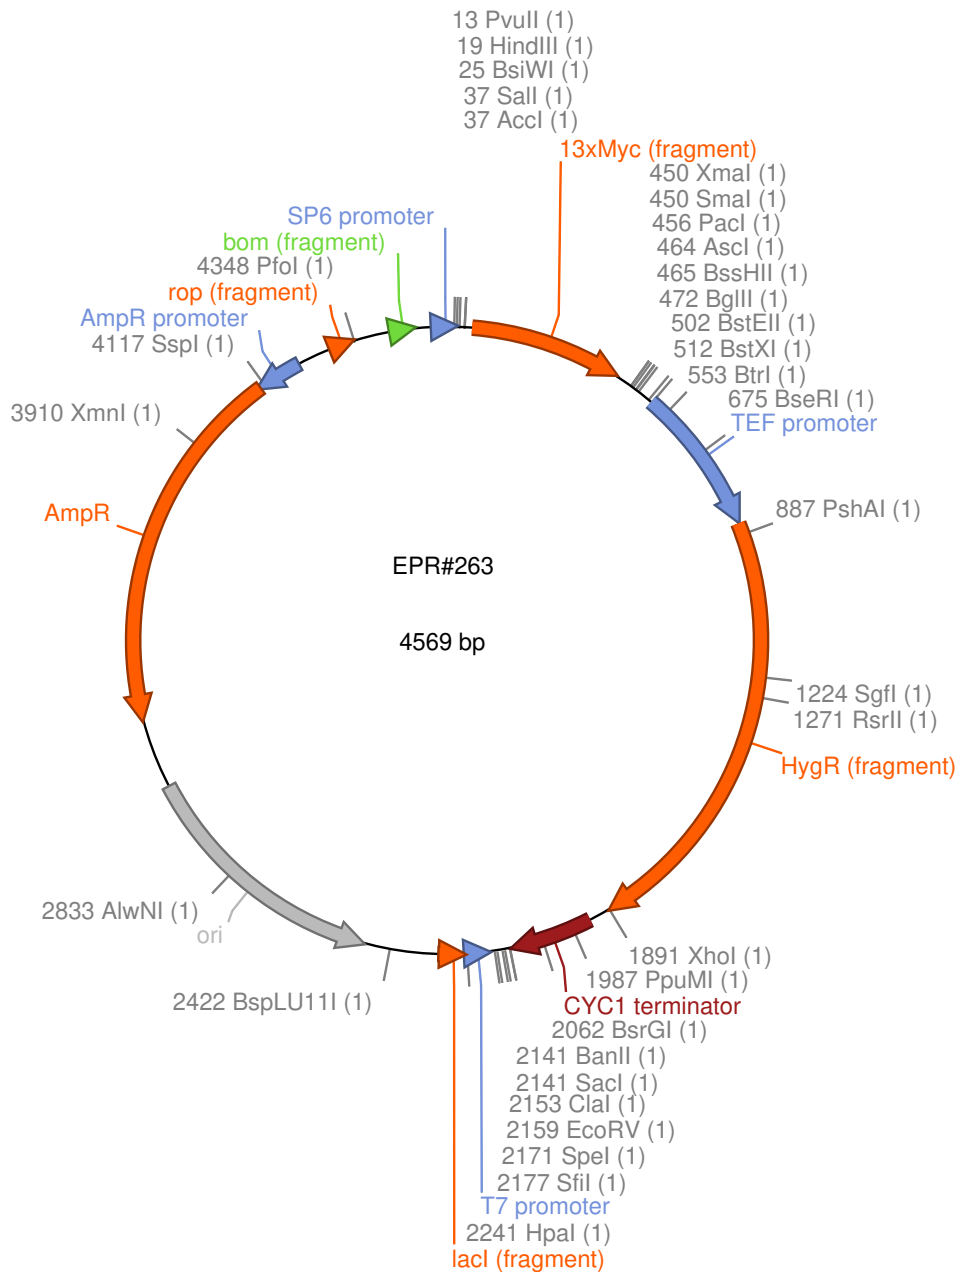 13 PvuII (1)
19 HindIII (1)
25 BsiWI (1)
37 SalI (1)
37 AccI (1)
13xMyc (fragment)
450 XmaI (1)
450 SmaI (1)
456 PacI (1)
464 AscI (1)
465 BssHII (1)
472 BglII (1)
502 BstEII (1)
512 BstXI (1)
553 BtrI (1)
675 BseRI (1)
TEF promoter
887 PshAI (1)
1224 SgfI (1)
1271 RsrII (1)
HygR (fragment)
1891 XhoI (1)
1987 PpuMI (1)
CYC1 terminator
2062 BsrGI (1)
2141 BanII (1)
2141 SacI (1)
2153 ClaI (1)
2159 EcoRV (1)
2171 SpeI (1)
2177 SfiI (1)
T7 promoter
2241 HpaI (1)
lacI (fragment)
2422 BspLU11I (1)
ori
2833 AlwNI (1)
AmpR
3910 XmnI (1)
4117 SspI (1)
AmpR promoter
rop (fragment)
4348 PfoI (1)
bom (fragment)
SP6 promoter
EPR#263
4569 bp